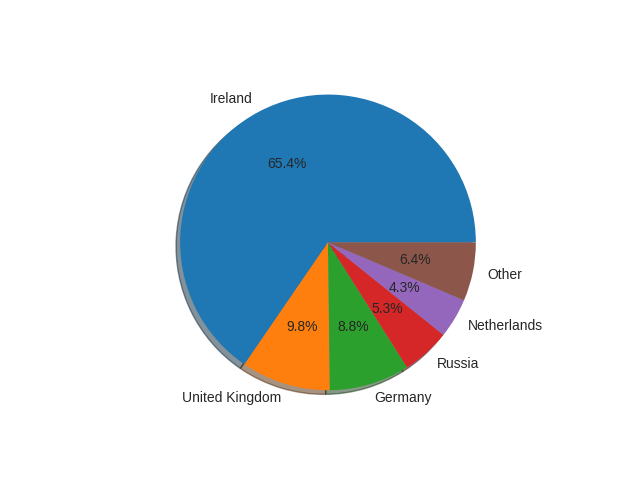 Ireland
65.4%
6.4%
Other
4.3%
5.3%
Netherlands
9.8%
8.8%
Russia
United Kingdom
Germany